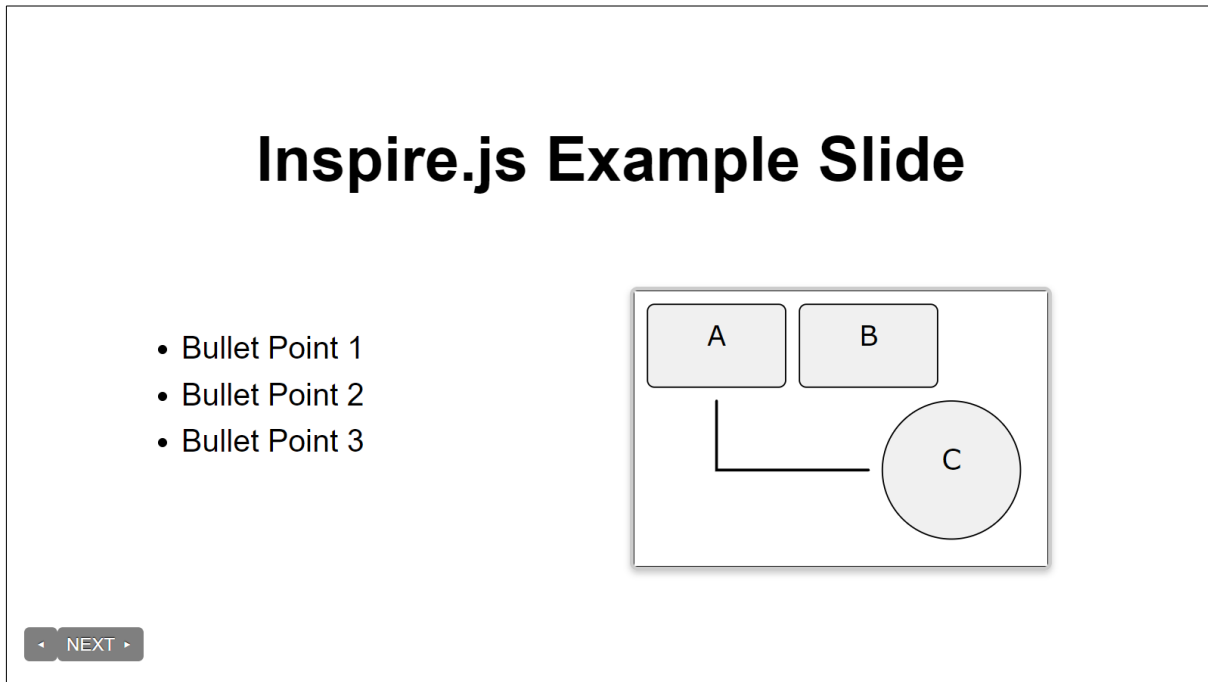 Inspire.js Example Slide
• Bullet Point 1
• Bullet Point 2
• Bullet Point 3
A
B
C
NEXT